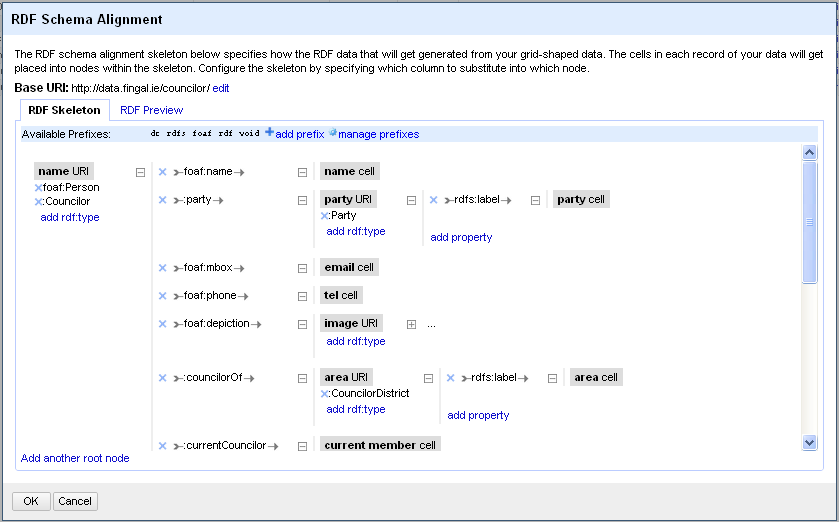 RDF Schema Alignment
The RDF schema alignment skeleton below specifies how the RDF data that will get generated from your grid-shaped data. The cells in each record of your data will get
placed into nodes within the skeleton. Configure the skeleton by specifying which column to substitute into which node.
Base URI: http://data.fingal.ie/councilor/ edit
RDF Skeleton RDF Preview
Available Prefixes: dc rdfs foaf rdf void add prefix manage prefixes
name URI foaf:name name cell
foaf:Person
:Councilor :party party URI rdfs:label party cell
add rdf:type :Party
add rdf:type add property
foaf:mbox email cell
foaf:phone tel cell
foaf:depiction image URI ...
add rdf:type
:councilorOf area URI rdfs:label area cell
:CouncilorDistrict
add rdf:type add property
:currentCouncilor current member cell
Add another root node
OK Cancel